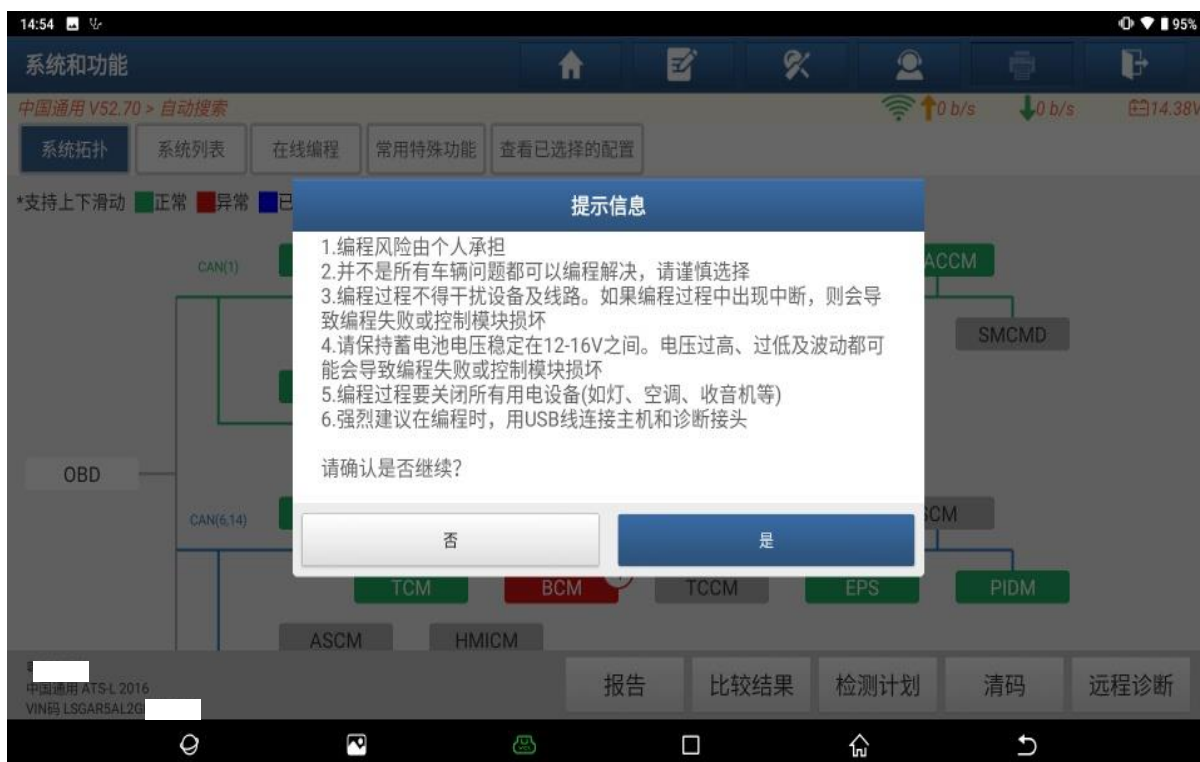 14:54
95%
系统和功能
中国通用 V52.70 > 自动搜索
0 b/s
0 b/s
14.38V
系统拓扑
系统列表
在线编程
常用特殊功能
查看已选择的配置
*支持上下滑动 正常 异常 已
提示信息
1.编程风险由个人承担
2.并不是所有车辆问题都可以编程解决，请谨慎选择
3.编程过程不得干扰设备及线路。如果编程过程中出现中断，则会导
致编程失败或控制模块损坏
4.请保持蓄电池电压稳定在12-16V之间。电压过高、过低及波动都可
能会导致编程失败或控制模块损坏
5.编程过程要关闭所有用电设备(如灯、空调、收音机等)
6.强烈建议在编程时，用USB线连接主机和诊断接头
请确认是否继续?
否
是
CAN(1)
ACCM
SMCMD
OBD
CAN(6,14)
SCM
TCM
BCM
TCCM
EPS
PIDM
ASCM
HMICM
中国通用 ATS-L 2016
VIN码 LSGAR5AL2G
报告
比较结果
检测计划
清码
远程诊断